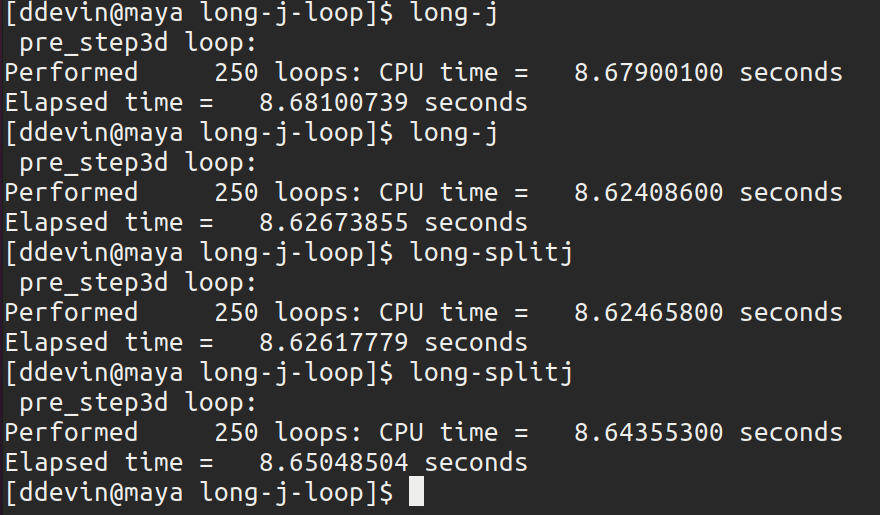 [ddevin@maya long-j-loop]$ long-j
 pre_step3d loop:
Performed     250 loops: CPU time =   8.67900100 seconds
Elapsed time =   8.68100739 seconds
[ddevin@maya long-j-loop]$ long-j
 pre_step3d loop:
Performed     250 loops: CPU time =   8.62408600 seconds
Elapsed time =   8.62673855 seconds
[ddevin@maya long-j-loop]$ long-splitj
 pre_step3d loop:
Performed     250 loops: CPU time =   8.62465800 seconds
Elapsed time =   8.62617779 seconds
[ddevin@maya long-j-loop]$ long-splitj
 pre_step3d loop:
Performed     250 loops: CPU time =   8.64355300 seconds
Elapsed time =   8.65048504 seconds
[ddevin@maya long-j-loop]$